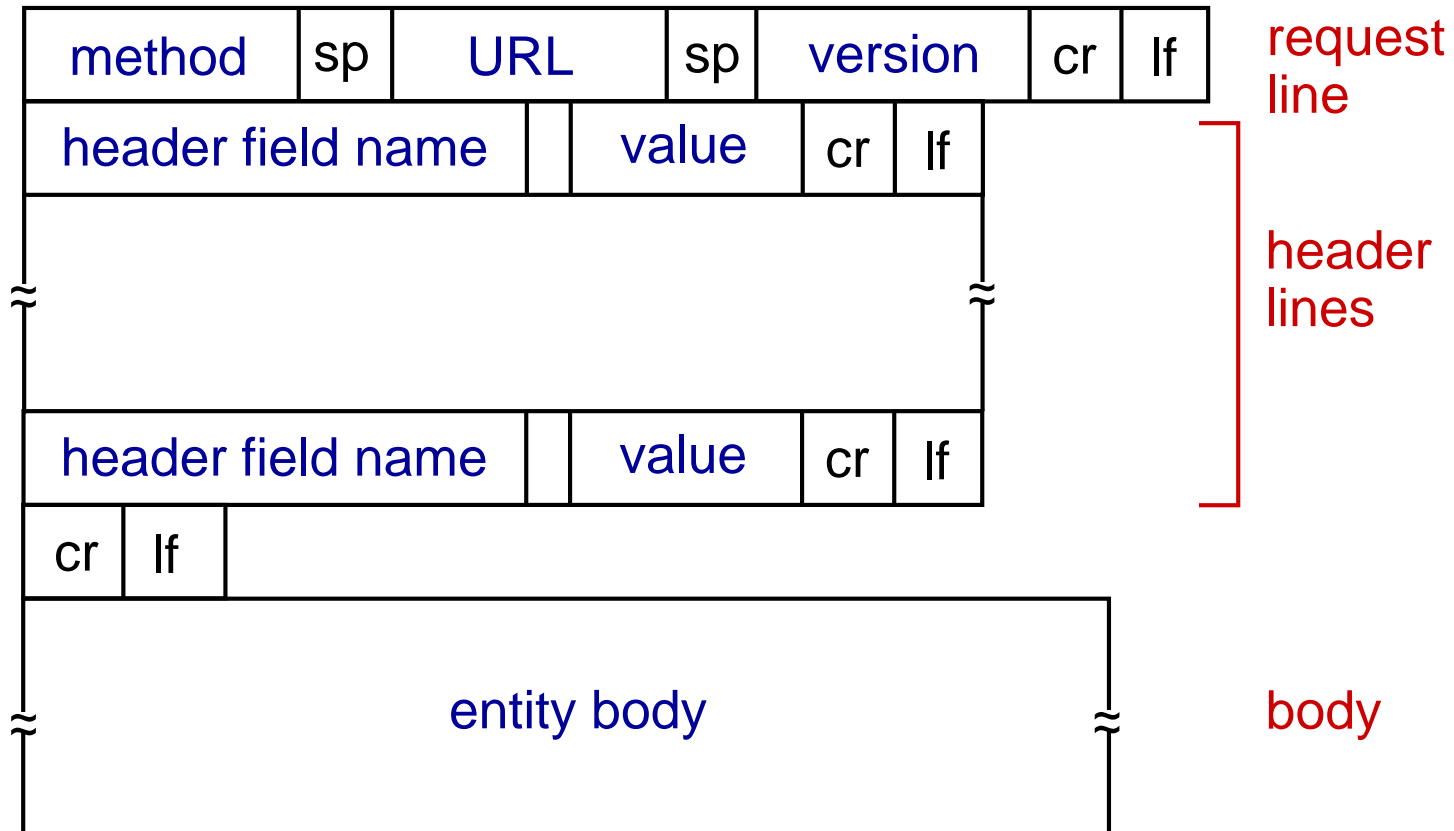 method sp URL sp version cr lf request
line
header field name value cr lf
header
lines
header field name value cr lf
cr lf
entity body body